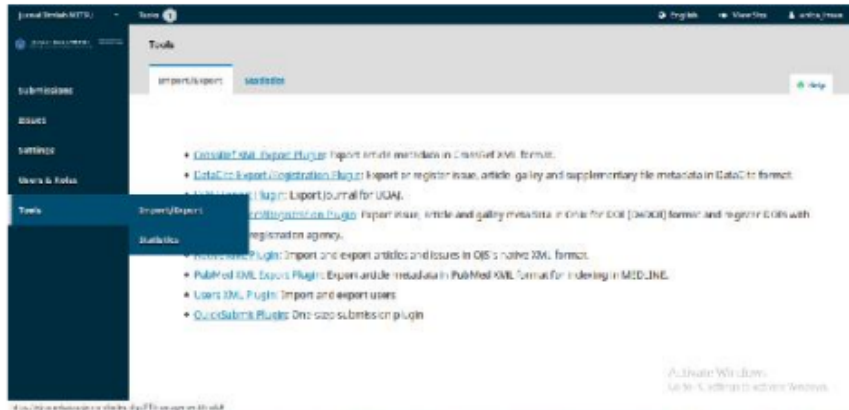 Tasks 1
English View Site
Tools
Import/Export Statistics
Help
Submissions
Issues
Settings
Users & Roles
Tools
Import/Export
Statistics
CrossRef XML Export Plugin: Export article metadata in CrossRef XML format.
DataCite Export/Registration Plugin: Export or register issue, article, galley and supplementary file metadata in DataCite format.
Plugin: Export Journal for DOAJ.
Registration Plugin: Export issue, article and galley metadata in Onix for DOI (O4DOI) format and register DOIs with
registration agency.
Plugin: Import and export articles and issues in OJS's native XML format.
PubMed XML Export Plugin: Export article metadata in PubMed XML format for indexing in MEDLINE.
Users XML Plugin: Import and export users
QuickSubmit Plugin: One-step submission plugin
Activate Windows